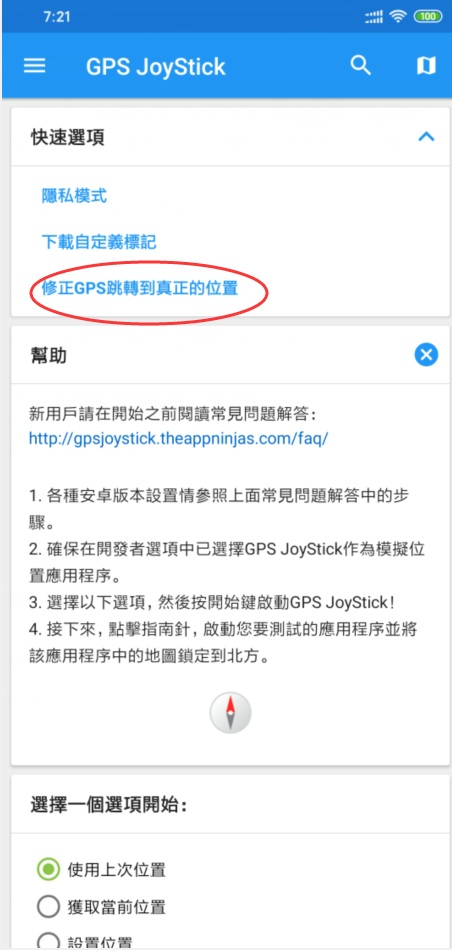 7:21
100
GPS JoyStick
快速選項
隱私模式
下載自定義標記
修正GPS跳轉到真正的位置
幫助
新用戶請在開始之前閱讀常見問題解答：
http://gpsjoystick.theappninjas.com/faq/
1. 各種安卓版本設置情參照上面常見問題解答中的步
驟。
2. 確保在開發者選項中已選擇GPS JoyStick作為模擬位
置應用程序。
3. 選擇以下選項，然後按開始鍵啟動GPS JoyStick！
4. 接下來，點擊指南針，啟動您要測試的應用程序並將
該應用程序中的地圖鎖定到北方。
選擇一個選項開始：
使用上次位置
獲取當前位置
設置位置